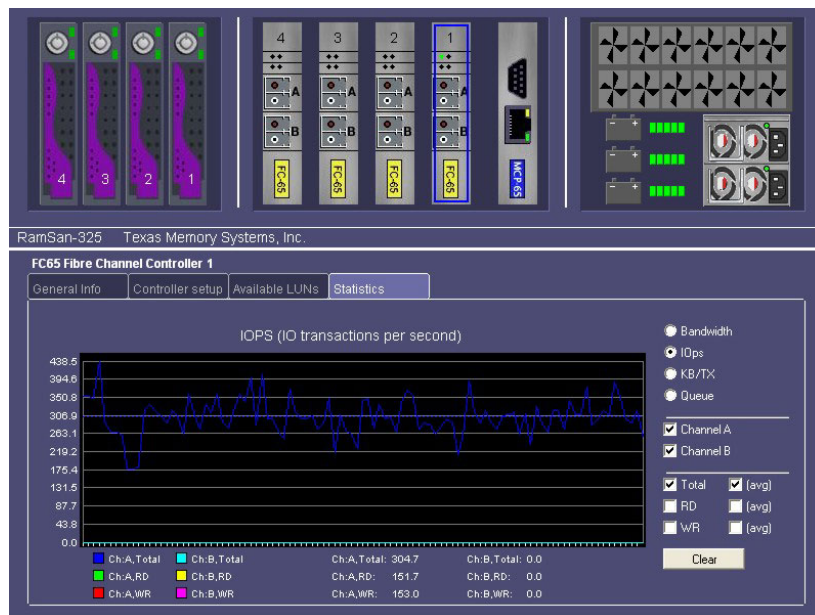 4 3 2 1
A A A A
B B B B
4 3 2 1
FC-65 FC-65 FC-65 FC-65 MCP-65
RamSan-325 Texas Memory Systems, Inc.
FC65 Fibre Channel Controller 1
General Info Controller setup Available LUNs Statistics
IOPS (IO transactions per second)
438.5
394.6
350.8
306.9
263.1
219.2
175.4
131.5
87.7
43.8
0.0
Ch:A,Total Ch:B,Total Ch:A,Total: 304.7 Ch:B,Total: 0.0
Ch:A,RD Ch:B,RD Ch:A,RD: 151.7 Ch:B,RD: 0.0
Ch:A,WR Ch:B,WR Ch:A,WR: 153.0 Ch:B,WR: 0.0
Bandwidth
IOps
KB/TX
Queue
Channel A
Channel B
Total (avg)
RD (avg)
WR (avg)
Clear